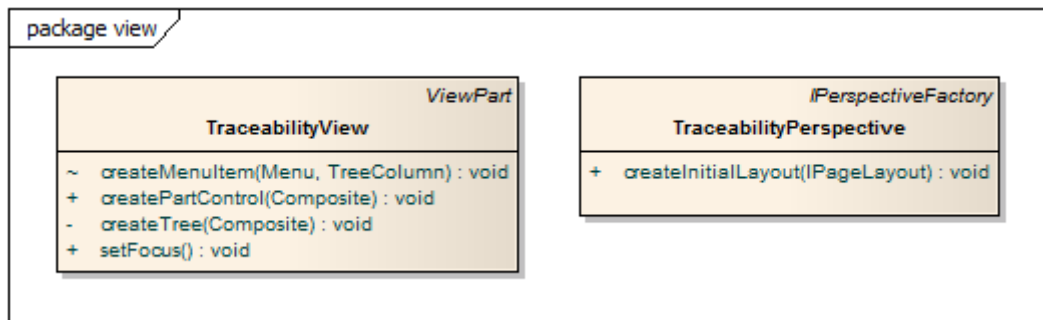 package view
ViewPart
TraceabilityView
~ createMenuItem(Menu, TreeColumn) : void
+ createPartControl(Composite) : void
- createTree(Composite) : void
+ setFocus() : void
IPerspectiveFactory
TraceabilityPerspective
+ createInitialLayout(IPageLayout) : void